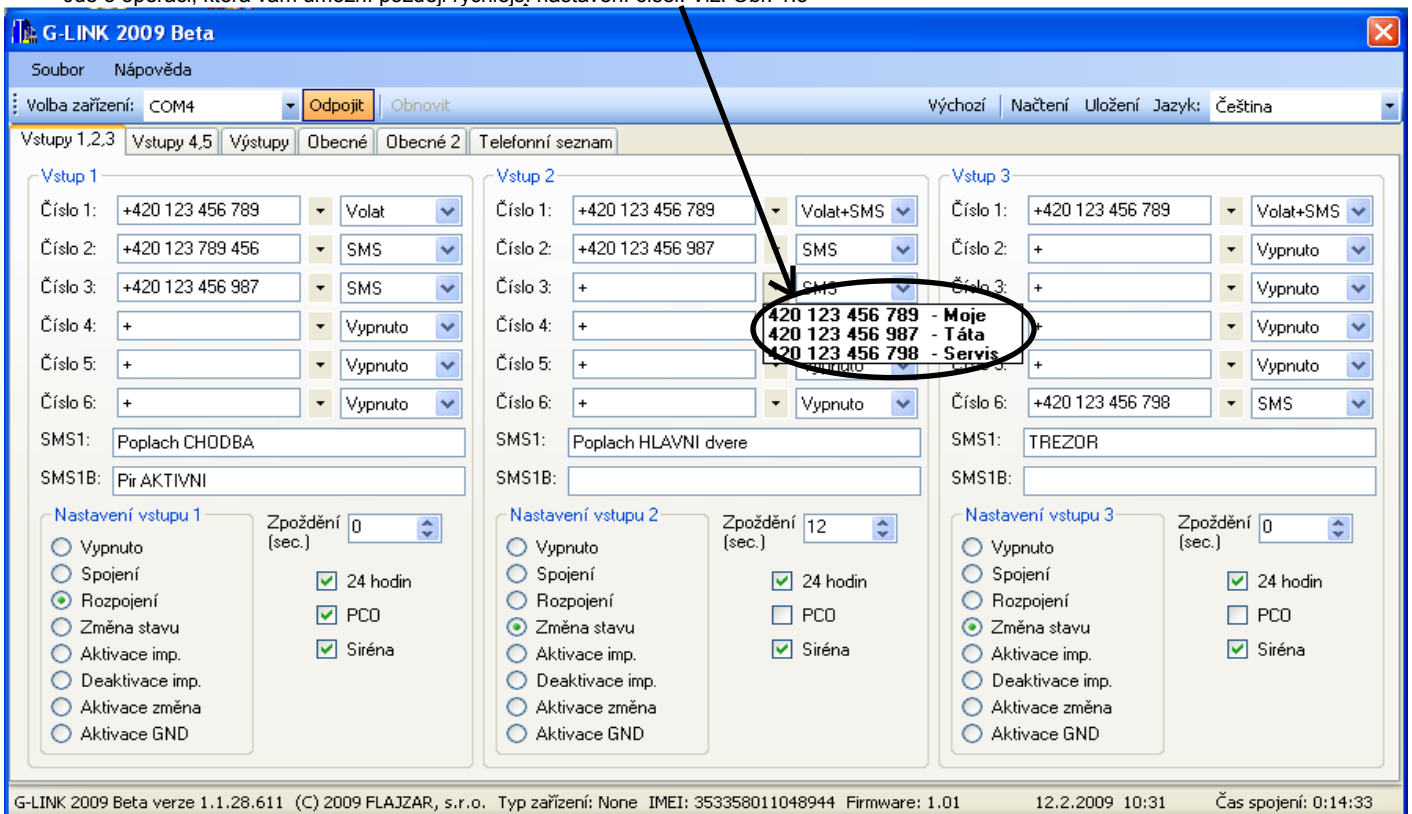 G-LINK 2009 Beta
Soubor Nápověda
Volba zařízení: COM4 Odpojit Obnovit Výchozí Načtení Uložení Jazyk: Čeština
Vstupy 1,2,3 Vstupy 4,5 Výstupy Obecné Obecné 2 Telefonní seznam
Vstup 1
Číslo 1: +420 123 456 789 Volat
Číslo 2: +420 123 789 456 SMS
Číslo 3: +420 123 456 987 SMS
Číslo 4: + Vypnuto
Číslo 5: + Vypnuto
Číslo 6: + Vypnuto
SMS1: Poplach CHODBA
SMS1B: Pir AKTIVNI
Nastavení vstupu 1
Vypnuto
Spojení
Rozpojení
Změna stavu
Aktivace imp.
Deaktivace imp.
Aktivace změna
Aktivace GND
Zpoždění 0
(sec.)
24 hodin
PCO
Siréna
Vstup 2
Číslo 1: +420 123 456 789 Volat+SMS
Číslo 2: +420 123 456 987 SMS
Číslo 3: + SMS
420 123 456 789 - Moje
420 123 456 987 - Táta
420 123 456 798 - Servis
Číslo 4: +
Číslo 5: + Vypnuto
Číslo 6: + Vypnuto
SMS1: Poplach HLAVNI dvere
SMS1B:
Nastavení vstupu 2
Vypnuto
Spojení
Rozpojení
Změna stavu
Aktivace imp.
Deaktivace imp.
Aktivace změna
Aktivace GND
Zpoždění 12
(sec.)
24 hodin
PCO
Siréna
Vstup 3
Číslo 1: +420 123 456 789 Volat+SMS
Číslo 2: + Vypnuto
Číslo 3: + Vypnuto
+ Vypnuto
Číslo 5: + Vypnuto
Číslo 6: +420 123 456 798 SMS
SMS1: TREZOR
SMS1B:
Nastavení vstupu 3
Vypnuto
Spojení
Rozpojení
Změna stavu
Aktivace imp.
Deaktivace imp.
Aktivace změna
Aktivace GND
Zpoždění 0
(sec.)
24 hodin
PCO
Siréna
G-LINK 2009 Beta verze 1.1.28.611 (C) 2009 FLAJZAR, s.r.o. Typ zařízení: None IMEI: 353358011048944 Firmware: 1.01 12.2.2009 10:31 Čas spojení: 0:14:33